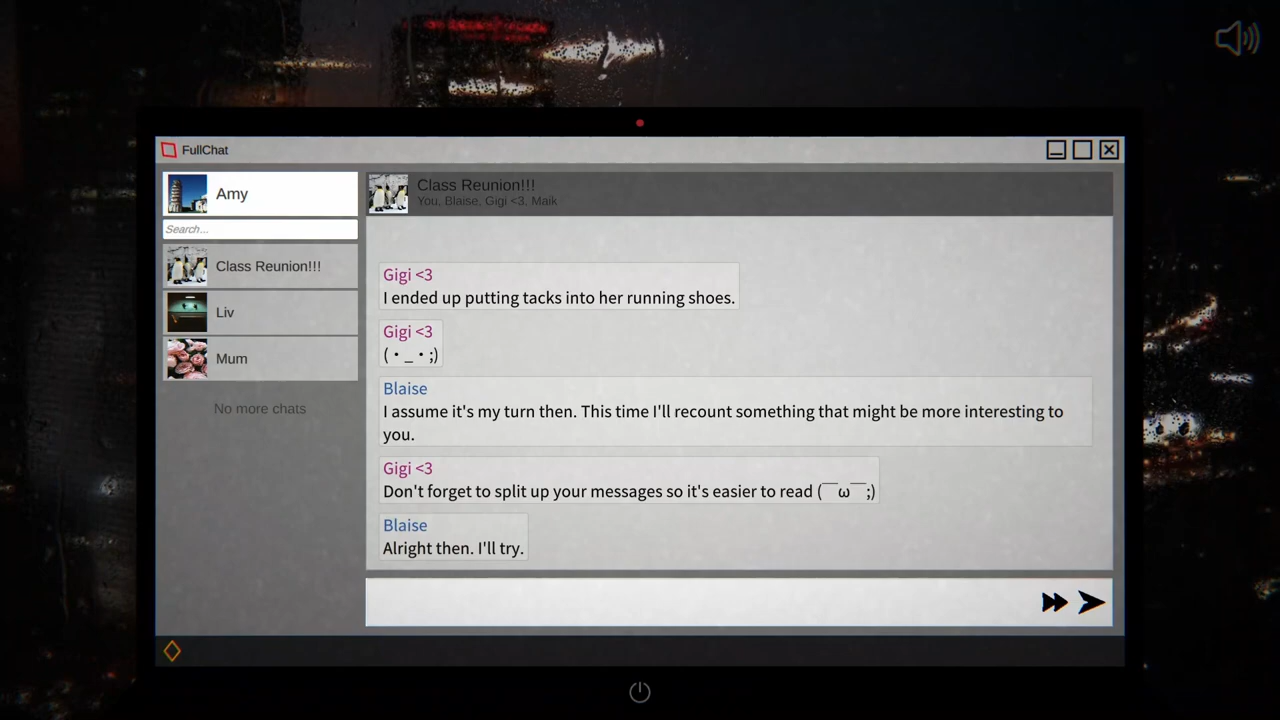 FullChat
Amy
Search...
Class Reunion!!!
Liv
Mum
No more chats
Class Reunion!!!
You, Blaise, Gigi <3, Maik
Gigi <3
I ended up putting tacks into her running shoes.
Gigi <3
(・_・;)
Blaise
I assume it's my turn then. This time I'll recount something that might be more interesting to
you.
Gigi <3
Don't forget to split up your messages so it's easier to read (￣ω￣;)
Blaise
Alright then. I'll try.